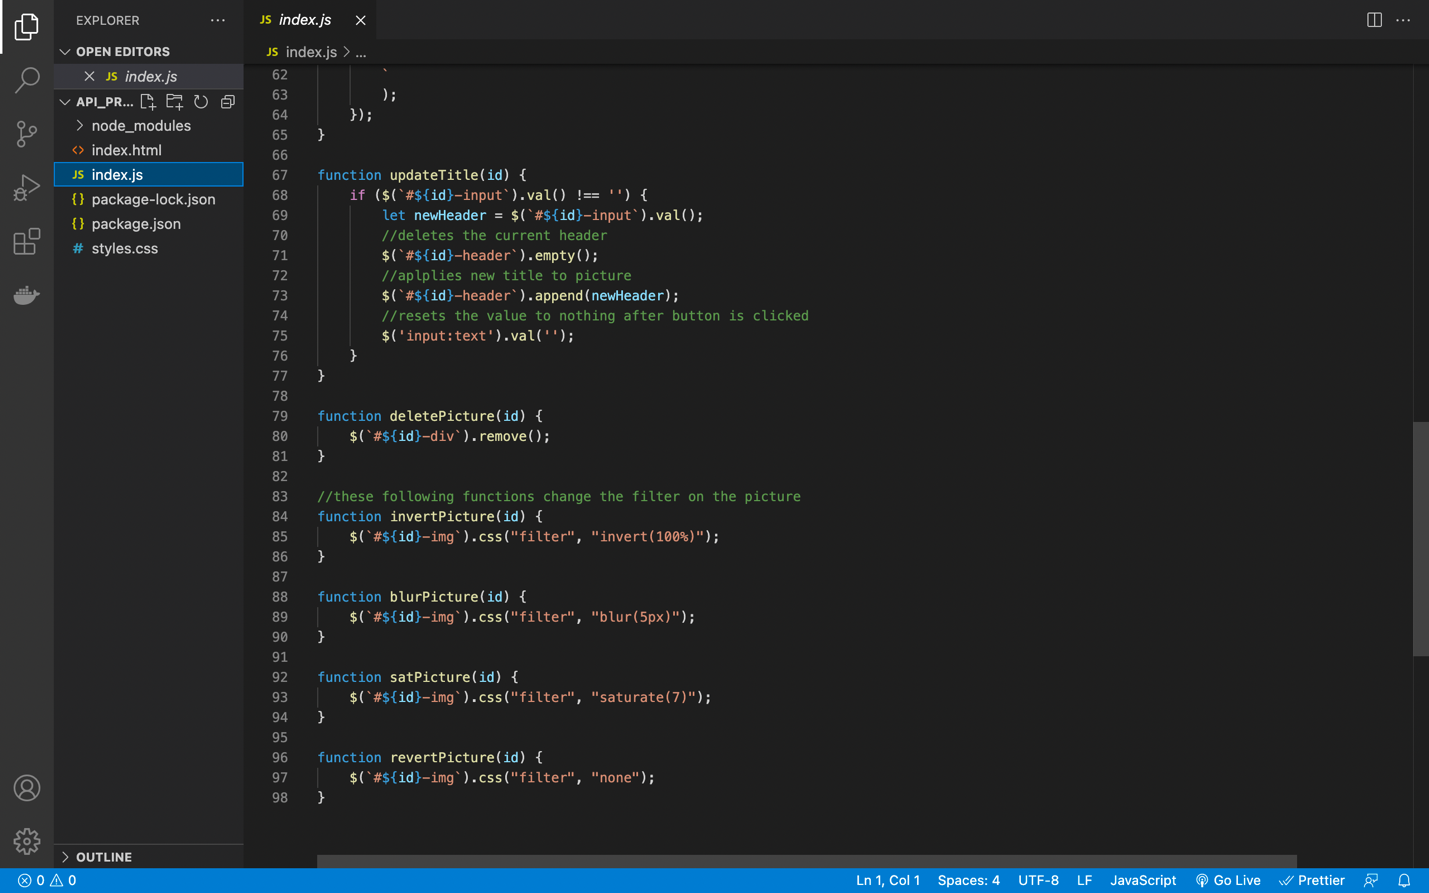 EXPLORER
···
JS index.js ×
···
OPEN EDITORS
× JS index.js
JS index.js > ...
API_PR...
node_modules
<> index.html
JS index.js
{} package-lock.json
{} package.json
# styles.css
OUTLINE
62 `
63 );
64 });
65 }
66
67 function updateTitle(id) {
68 if ($(`#${id}-input`).val() !== '') {
69 let newHeader = $(`#${id}-input`).val();
70 //deletes the current header
71 $(`#${id}-header`).empty();
72 //aplplies new title to picture
73 $(`#${id}-header`).append(newHeader);
74 //resets the value to nothing after button is clicked
75 $('input:text').val('');
76 }
77 }
78
79 function deletePicture(id) {
80 $(`#${id}-div`).remove();
81 }
82
83 //these following functions change the filter on the picture
84 function invertPicture(id) {
85 $(`#${id}-img`).css("filter", "invert(100%)");
86 }
87
88 function blurPicture(id) {
89 $(`#${id}-img`).css("filter", "blur(5px)");
90 }
91
92 function satPicture(id) {
93 $(`#${id}-img`).css("filter", "saturate(7)");
94 }
95
96 function revertPicture(id) {
97 $(`#${id}-img`).css("filter", "none");
98 }
0 0 Ln 1, Col 1 Spaces: 4 UTF-8 LF JavaScript Go Live Prettier